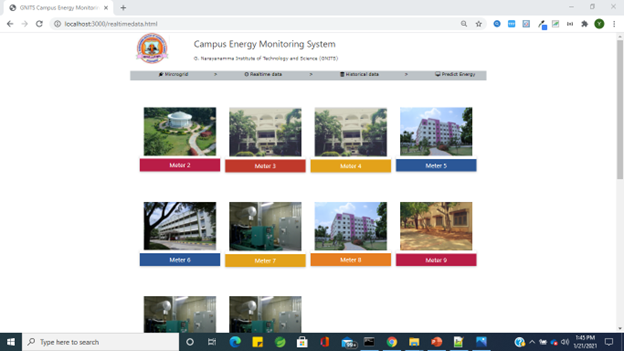 GNITS Campus Energy Monitorin
localhost:3000/realtimedata.html
Campus Energy Monitoring System
G. Narayanamma Institute of Technology and Science (GNITS)
Microgrid > Realtime data > Historical data > Predict Energy
Meter 2 Meter 3 Meter 4 Meter 5
Meter 6 Meter 7 Meter 8 Meter 9
Type here to search
99+
1:45 PM
1/21/2021